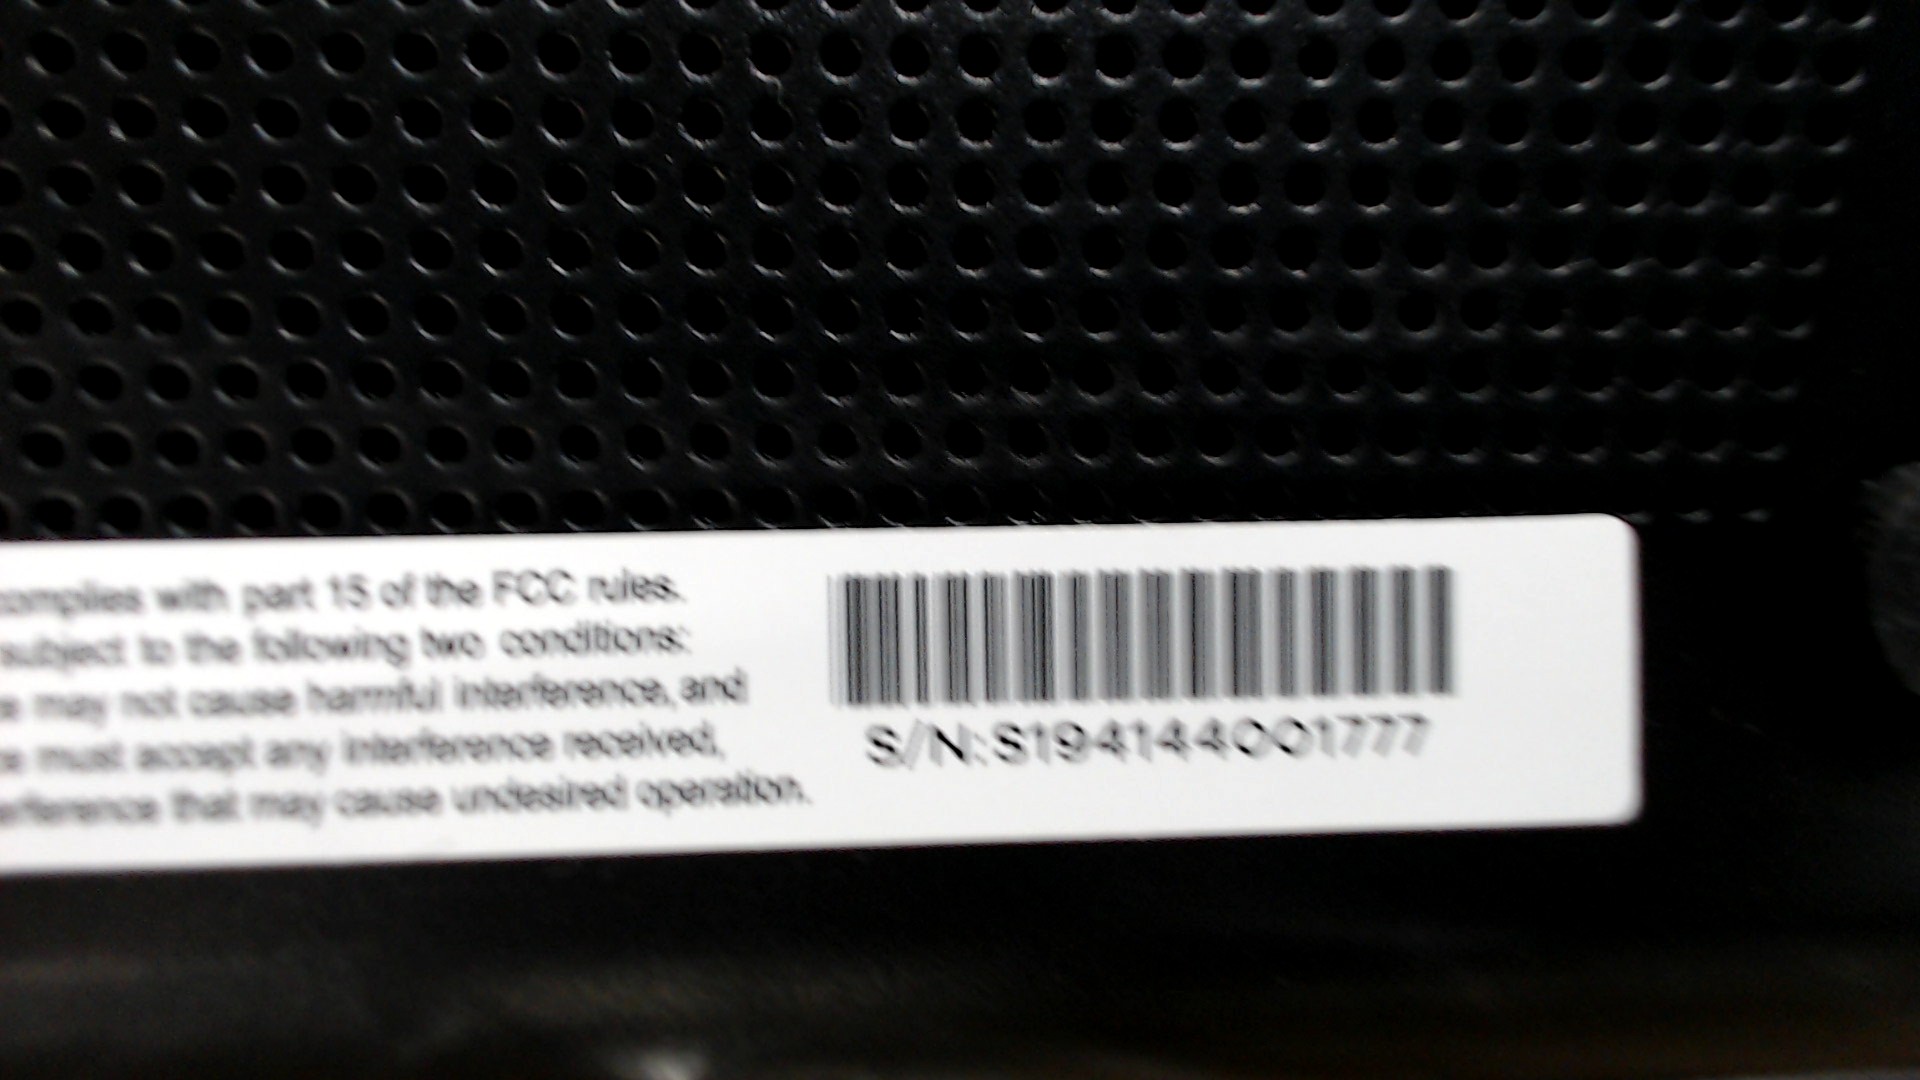 complies with part 15 of the FCC rules.
subject to the following two conditions:
may not cause harmful interference, and
must accept any interference received,
that may cause undesired operation.
S/N:S194144001777